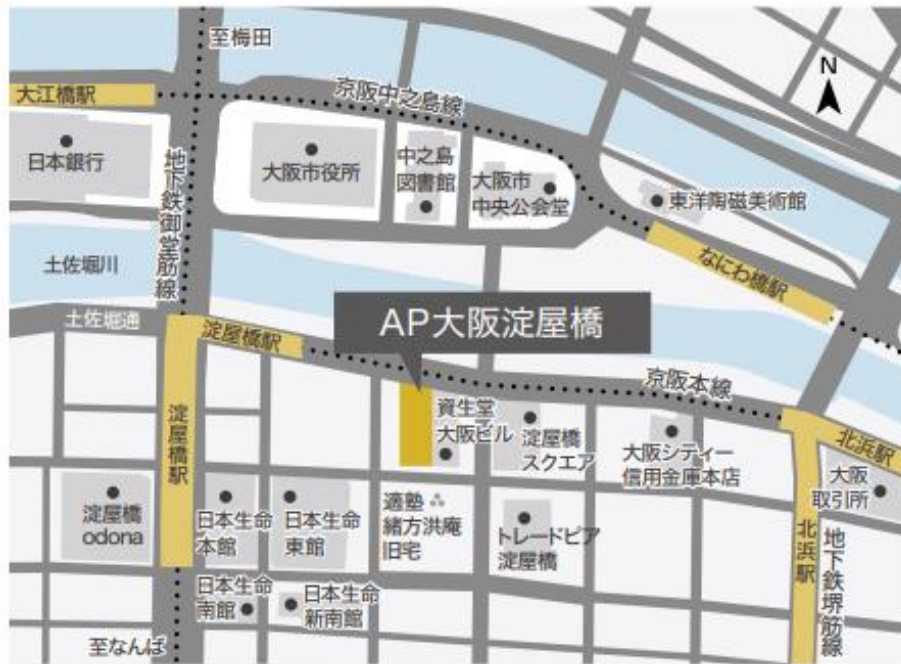 至梅田
N
大江橋駅
京阪中之島線
日本銀行
地下鉄御堂筋線
大阪市役所
中之島
図書館
大阪市
中央公会堂
東洋陶磁美術館
なにわ橋駅
土佐堀川
土佐堀通
淀屋橋駅
AP大阪淀屋橋
京阪本線
淀屋橋駅
資生堂
大阪ビル
淀屋橋
スクエア
大阪シティー
信用金庫本店
北浜駅
大阪
取引所
淀屋橋
odona
日本生命
本館
日本生命
東館
適塾
緒方洪庵
旧宅
トレードピア
淀屋橋
北浜駅
地下鉄堺筋線
日本生命
南館
日本生命
新南館
至なんば